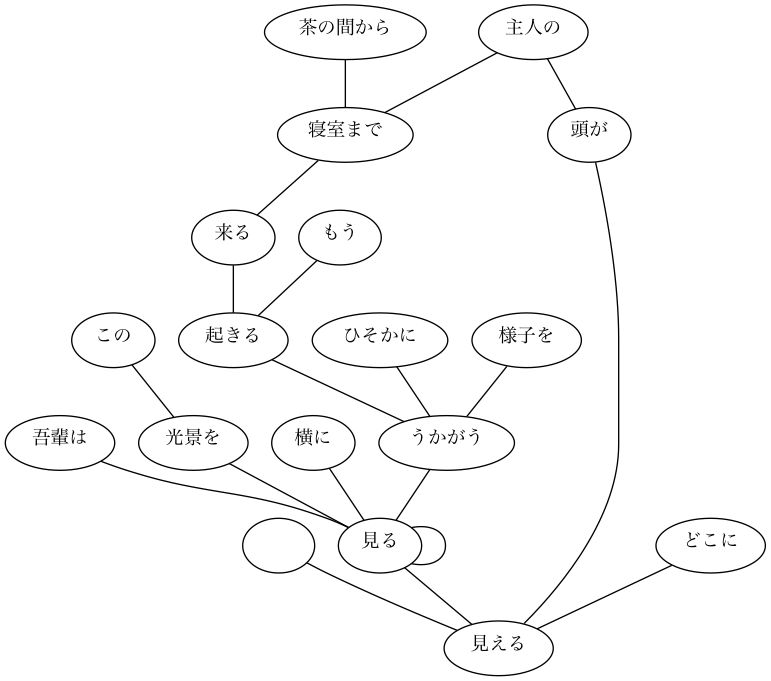 茶の間から
主人の
寝室まで
頭が
来る
もう
この
起きる
ひそかに
様子を
吾輩は
光景を
横に
うかがう
見る
どこに
見える